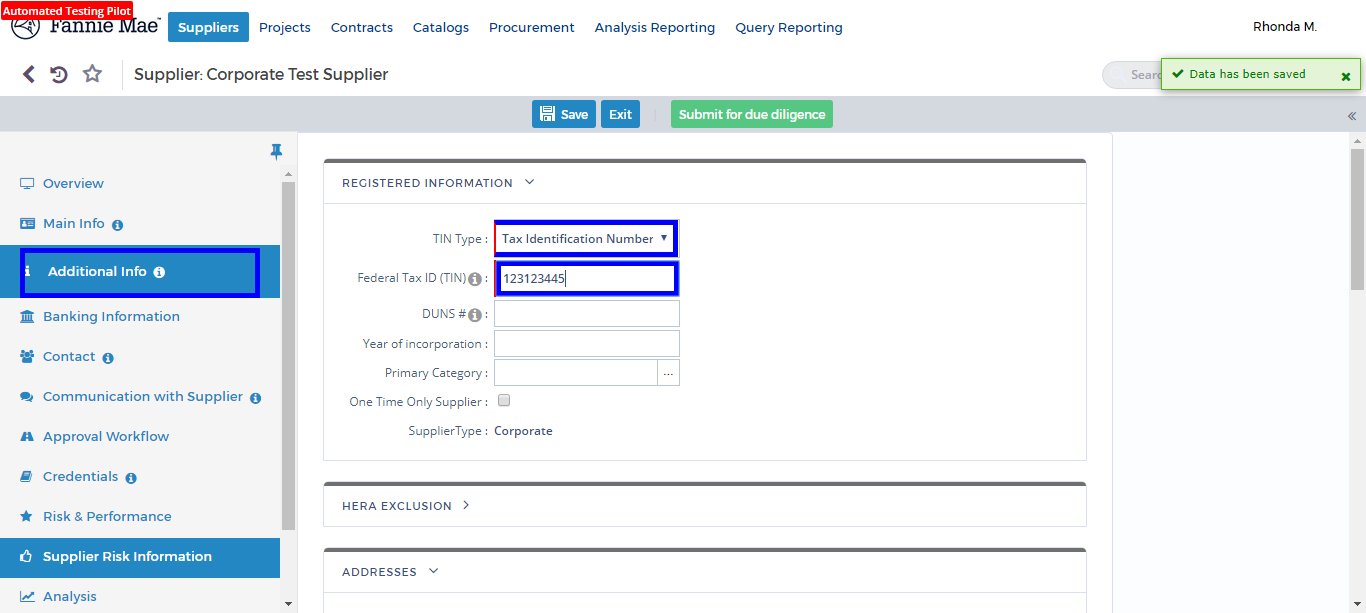 Automated Testing Pilot
Fannie Mae
Suppliers Projects Contracts Catalogs Procurement Analysis Reporting Query Reporting
Rhonda M.
Supplier: Corporate Test Supplier
Searc
Data has been saved
Save Exit Submit for due diligence
Overview
Main Info
Additional Info
Banking Information
Contact
Communication with Supplier
Approval Workflow
Credentials
Risk & Performance
Supplier Risk Information
Analysis
REGISTERED INFORMATION
TIN Type : Tax Identification Number
Federal Tax ID (TIN) : 123123445
DUNS # :
Year of incorporation :
Primary Category : ...
One Time Only Supplier :
SupplierType : Corporate
HERA EXCLUSION
ADDRESSES